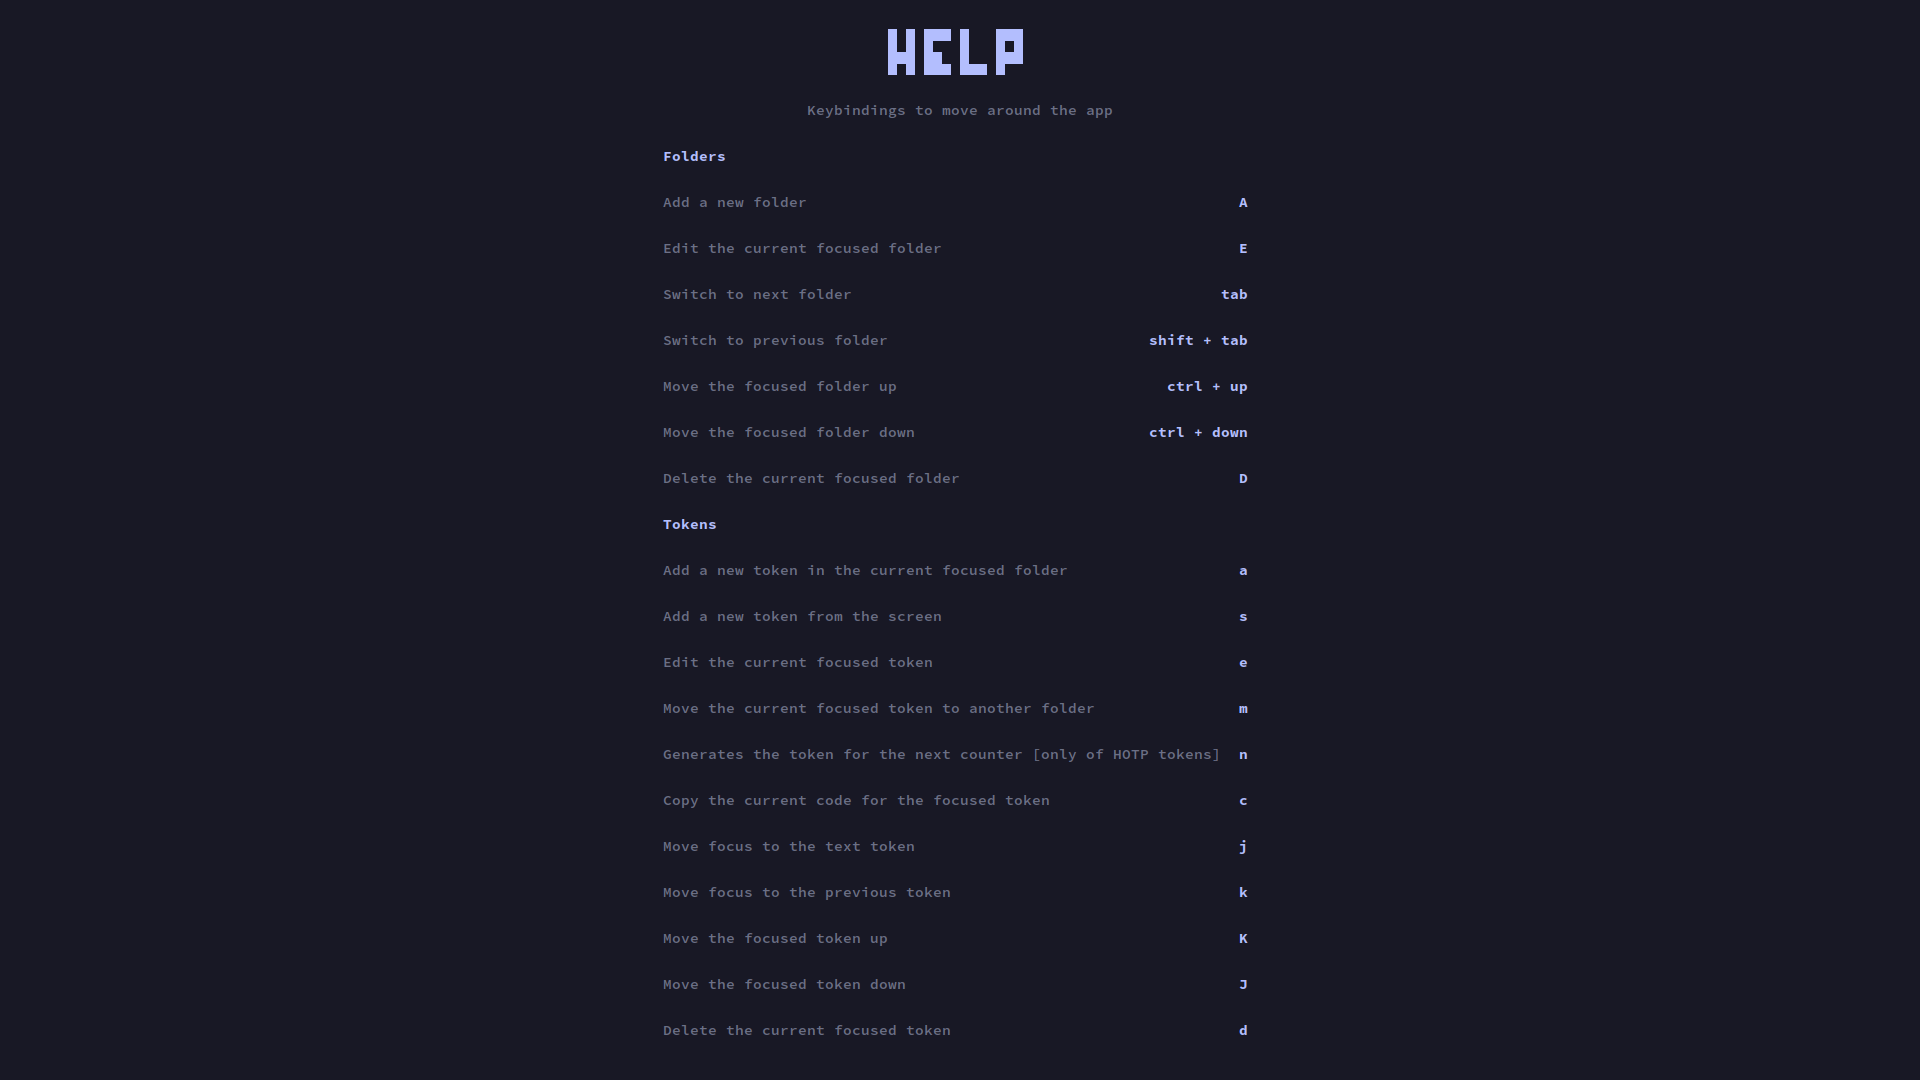 HELP
Keybindings to move around the app
Folders
Add a new folder A
Edit the current focused folder E
Switch to next folder tab
Switch to previous folder shift + tab
Move the focused folder up ctrl + up
Move the focused folder down ctrl + down
Delete the current focused folder D
Tokens
Add a new token in the current focused folder a
Add a new token from the screen s
Edit the current focused token e
Move the current focused token to another folder m
Generates the token for the next counter [only of HOTP tokens] n
Copy the current code for the focused token c
Move focus to the text token j
Move focus to the previous token k
Move the focused token up K
Move the focused token down J
Delete the current focused token d